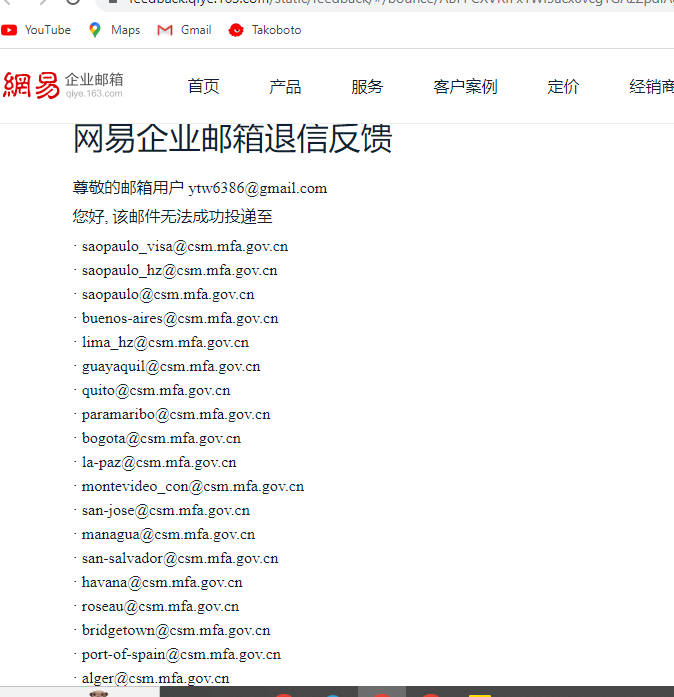 YouTube Maps Gmail Takoboto
網易 企业邮箱
qiye.163.com
首页 产品 服务 客户案例 定价 经销商
网易企业邮箱退信反馈
尊敬的邮箱用户 ytw6386@gmail.com
您好, 该邮件无法成功投递至
· saopaulo_visa@csm.mfa.gov.cn
· saopaulo_hz@csm.mfa.gov.cn
· saopaulo@csm.mfa.gov.cn
· buenos-aires@csm.mfa.gov.cn
· lima_hz@csm.mfa.gov.cn
· guayaquil@csm.mfa.gov.cn
· quito@csm.mfa.gov.cn
· paramaribo@csm.mfa.gov.cn
· bogota@csm.mfa.gov.cn
· la-paz@csm.mfa.gov.cn
· montevideo_con@csm.mfa.gov.cn
· san-jose@csm.mfa.gov.cn
· managua@csm.mfa.gov.cn
· san-salvador@csm.mfa.gov.cn
· havana@csm.mfa.gov.cn
· roseau@csm.mfa.gov.cn
· bridgetown@csm.mfa.gov.cn
· port-of-spain@csm.mfa.gov.cn
· alger@csm.mfa.gov.cn